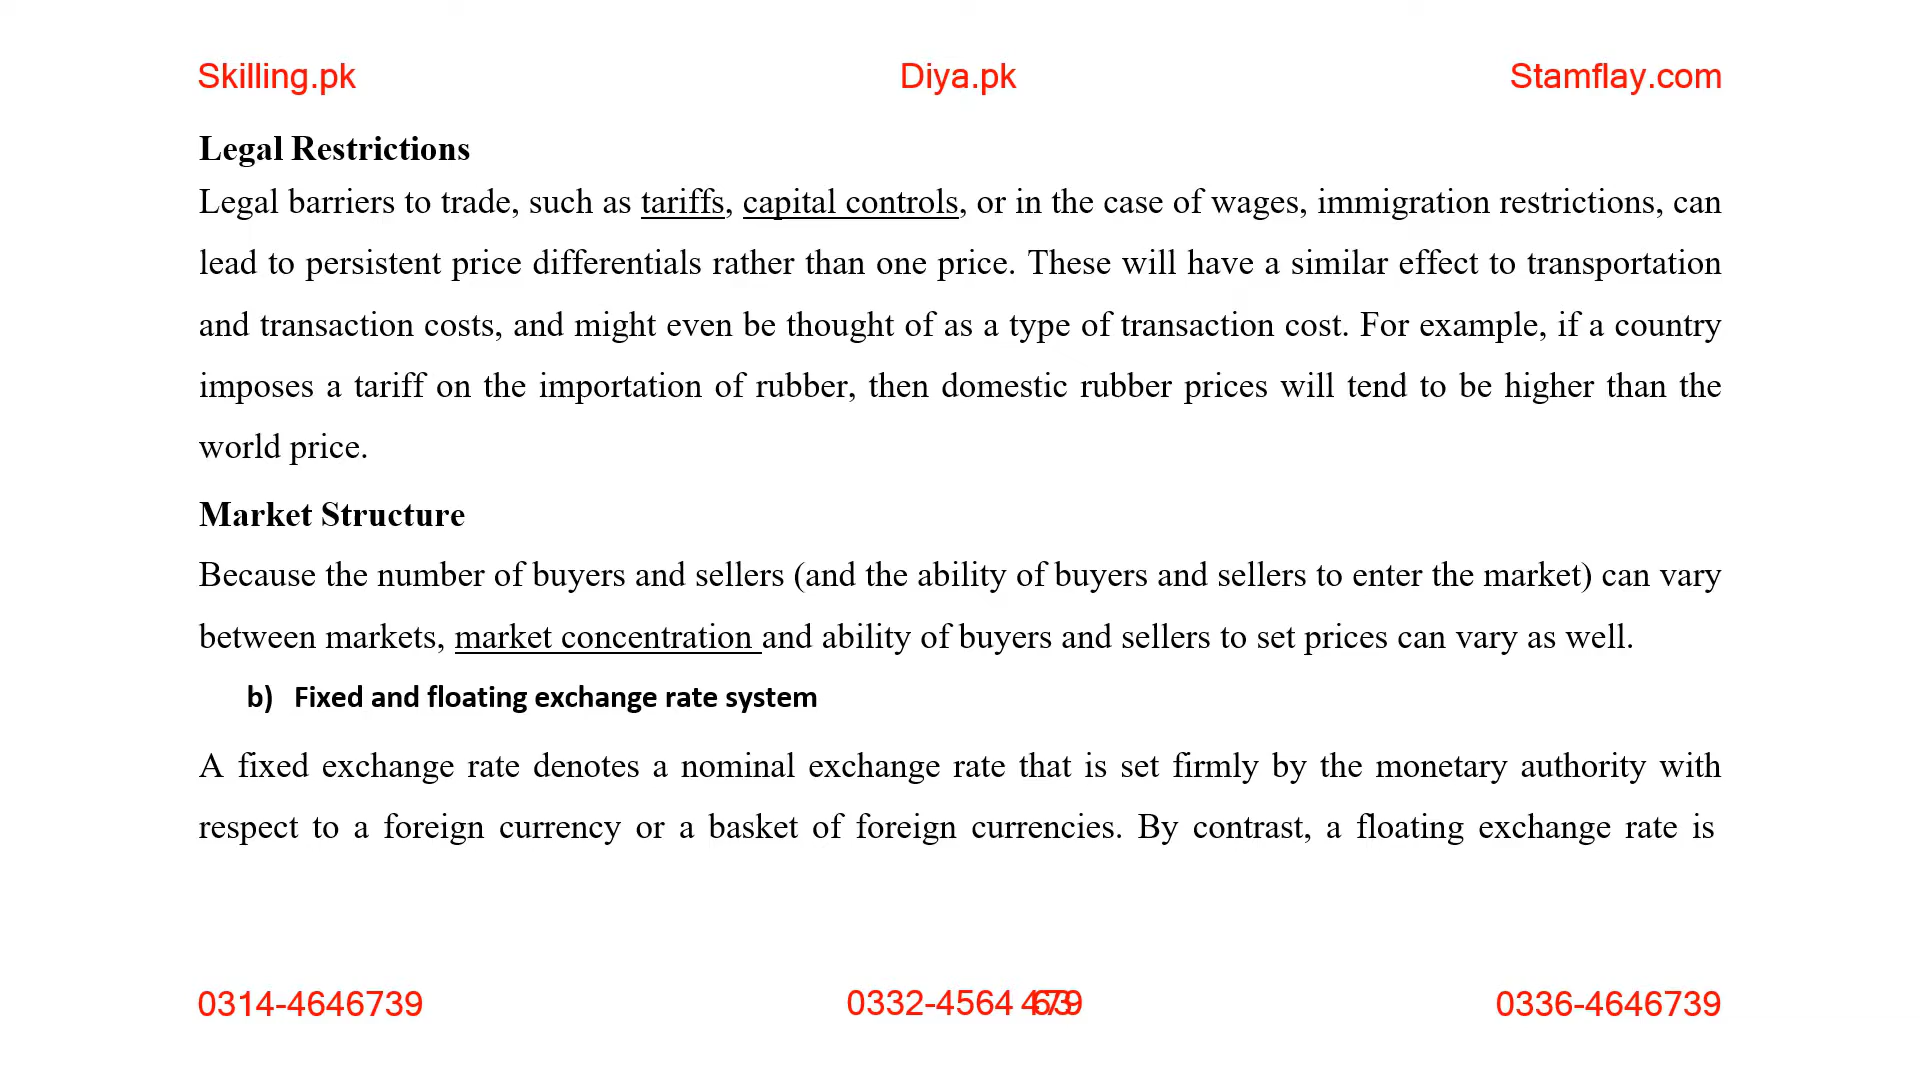 Skilling.pk Diya.pk Stamflay.com
Legal Restrictions
Legal barriers to trade, such as tariffs, capital controls, or in the case of wages, immigration restrictions, can
lead to persistent price differentials rather than one price. These will have a similar effect to transportation
and transaction costs, and might even be thought of as a type of transaction cost. For example, if a country
imposes a tariff on the importation of rubber, then domestic rubber prices will tend to be higher than the
world price.
Market Structure
Because the number of buyers and sellers (and the ability of buyers and sellers to enter the market) can vary
between markets, market concentration and ability of buyers and sellers to set prices can vary as well.
b) Fixed and floating exchange rate system
A fixed exchange rate denotes a nominal exchange rate that is set firmly by the monetary authority with
respect to a foreign currency or a basket of foreign currencies. By contrast, a floating exchange rate is
0314-4646739 0332-4564 0336-4646739